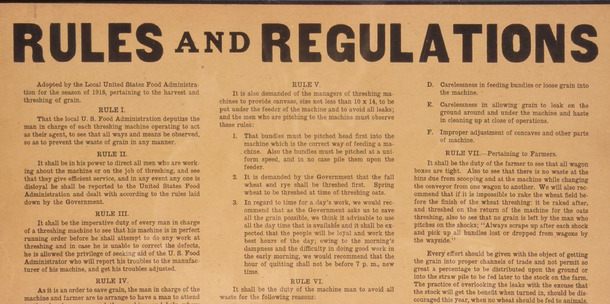 RULES AND REGULATIONS
Adopted by the Local United States Food Administra-
tion for the season of 1918, pertaining to the harvest and
threshing of grain.
RULE I.
That the local U. S. Food Administration deputizes the
man in charge of each threshing machine operating to act
as their agent, to see that all ways and means be observed,
so as to prevent the waste of grain in any manner.
RULE II.
It shall be in his power to direct all men who are work-
ing about the machine or on the job of threshing, and see
that they give efficient service, and in any event any one is
disloyal he shall be reported to the United States Food
Administration and dealt with according to the rules laid
down by the Government.
RULE III.
It shall be the imperative duty of every man in charge
of a threshing machine to see that his machine is in perfect
running order before he shall attempt to do any work at
threshing and in case he is unable to correct the defects,
he is allowed the privilege of seeking aid of the U. S. Food
Administrator who will report his troubles to the manufac-
turer of his machine, and get his troubles adjusted.
RULE IV.
As it is an order to save grain, the man in charge of the
machine and farmer are to arrange to have a man to attend
RULE V
It is also demanded of the managers of threshing ma-
chines to provide canvass, size not less than 10 x 14, to be
put under the feeder of the machine and to avoid all leaks;
and the men who are pitching to the machine must observe
these rules:
1. That bundles must be pitched head first into the
machine, which is the correct way of feeding a ma-
chine. Also the bundles must be pitched at a uni-
form speed, and in no case pile them upon the
feeder.
2. It is demanded by the Government that the fall
wheat end rye shall be threshed first. Spring
wheat to be threshed at time of threshing oats.
3. In regard to time for a day's work, we would rec-
ommend that as the Government asks us to save
all the grain possible, we think it advisable to use
all the day time that is available and it shall be ex-
pected that the people will be loyal and work the
best hours of the day; owing to the morning's
dampness and the difficulty in doing good work in
the early morning, we would recommend that the
hour of quitting shall not be before 7 p. m., new
time.
RULE VI.
It shall be the duty of the machine man to avoid all
waste for the following reasons:
D. Carelessness in feeding bundles or loose grain into
the machine.
E. Carelessness in allowing grain to leak on the
ground around and under the machine and haste
in cleaning up at close of operations.
F. Improper adjustment of concaves and other parts
of machine.
RULE VII.—Pertaining to Farmers.
It shall be the duty of the farmer to see that all wagon
boxes are tight. Also to see that there is no waste at the
bins due from scooping and at the machine while changing
the conveyor from one wagon to another. We will also rec-
ommend that if it is impossible to rake the wheat field be-
fore the finish of the wheat threshing; it be raked after,
and threshed on the return of the machine for the oats
threshing, also to see that no grain is left by the man who
pitches on the shocks; "Always scrape up after each shock
and pick up all bundles lost or dropped from wagons by
the wayside."
Every effort should be given with the object of getting
the grain into proper channels of trade and not permit so
great a percentage to be distributed upon the ground or
into the straw pile to be fed later to the stock on the farm.
The practice of overlooking the leaks with the excuse that
the stock will get the benefit when turned in, should be dis-
couraged this year, when no wheat should be fed to animals.